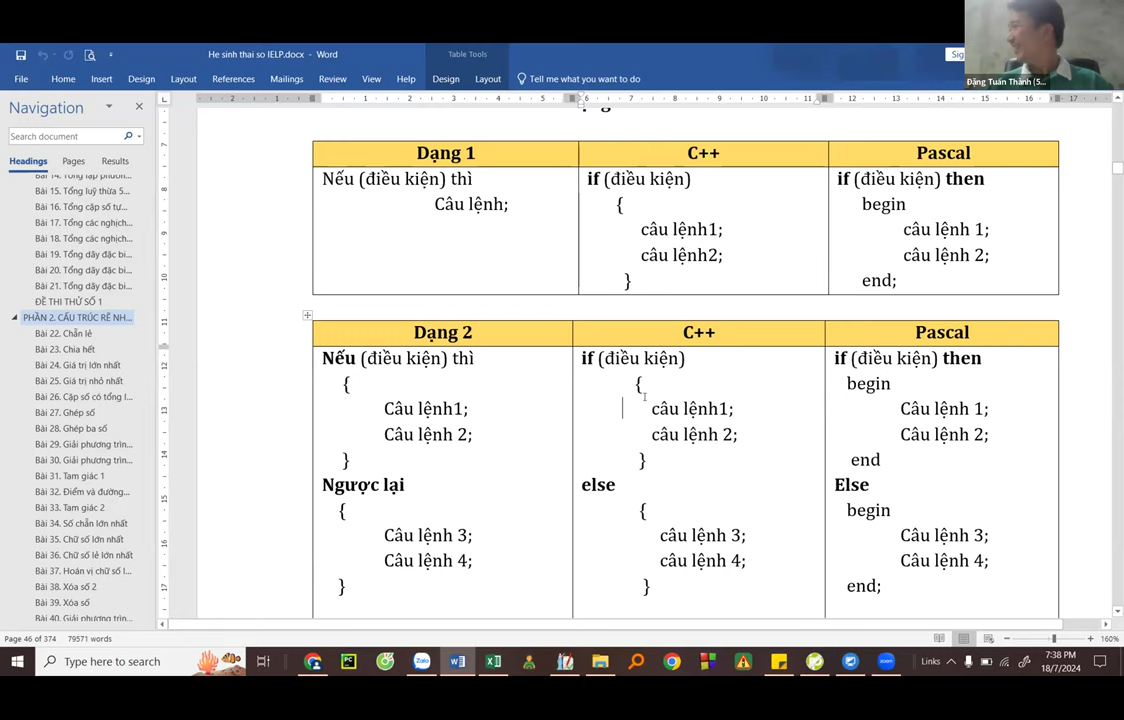 He sinh thai so IELP.docx - Word
Table Tools
Sig
Đặng Tuấn Thành (5...
File Home Insert Design Layout References Mailings Review View Help Design Layout Tell me what you want to do
Navigation
Search document
Headings Pages Results
Bài 15. Tổng luỹ thừa 5...
Bài 16. Tổng cặp số tự...
Bài 17. Tổng các nghịch...
Bài 18. Tổng các nghịch...
Bài 19. Tổng dãy đặc bi...
Bài 20. Tổng dãy đặc bi...
Bài 21. Tổng dãy đặc bi...
ĐỀ THI THỬ SỐ 1
PHẦN 2. CẤU TRÚC RẼ NH...
Bài 22. Chẵn lẻ
Bài 23. Chia hết
Bài 24. Giá trị lớn nhất
Bài 25. Giá trị nhỏ nhất
Bài 26. Cặp số có tổng l...
Bài 27. Ghép số
Bài 28. Ghép ba số
Bài 29. Giải phương trìn...
Bài 30. Giải phương trìn...
Bài 31. Tam giác 1
Bài 32. Điểm và đường...
Bài 33. Tam giác 2
Bài 34. Số chẵn lớn nhất
Bài 35. Chữ số lớn nhất
Bài 36. Chữ số lẻ lớn nhất
Bài 37. Hoán vị chữ số l...
Bài 38. Xóa số 2
Bài 39. Xóa số
Bài 40. Giải phương trìn...
Dạng 1 C++ Pascal
Nếu (điều kiện) thì if (điều kiện) if (điều kiện) then
Câu lệnh; { begin
câu lệnh1; câu lệnh 1;
câu lệnh2; câu lệnh 2;
} end;
Dạng 2 C++ Pascal
Nếu (điều kiện) thì if (điều kiện) if (điều kiện) then
{ { begin
Câu lệnh1; câu lệnh1; Câu lệnh 1;
Câu lệnh 2; câu lệnh 2; Câu lệnh 2;
} } end
Ngược lại else Else
{ { begin
Câu lệnh 3; câu lệnh 3; Câu lệnh 3;
Câu lệnh 4; câu lệnh 4; Câu lệnh 4;
} } end;
Page 46 of 374 79571 words 160%
Type here to search
Links
7:38 PM
18/7/2024